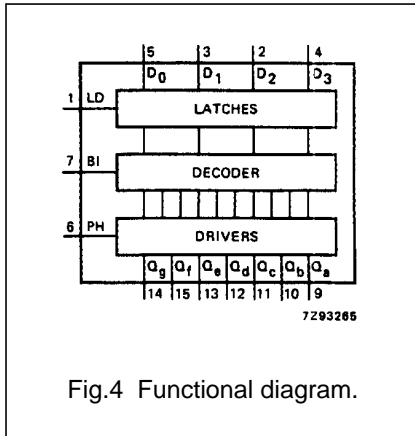 5 3 2 4
D0 D1 D2 D3
1 LD
LATCHES
7 BI
DECODER
6 PH
DRIVERS
Qg Qf Qe Qd Qc Qb Qa
14 15 13 12 11 10 9
7Z93265
Fig.4 Functional diagram.